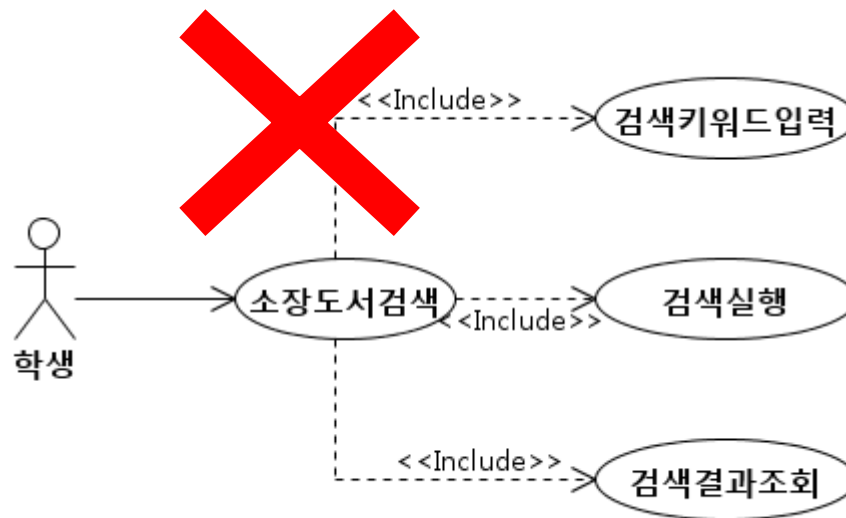 <<Include>>
검색키워드입력
소장도서검색
검색실행
<<Include>>
학생
<<Include>>
검색결과조회